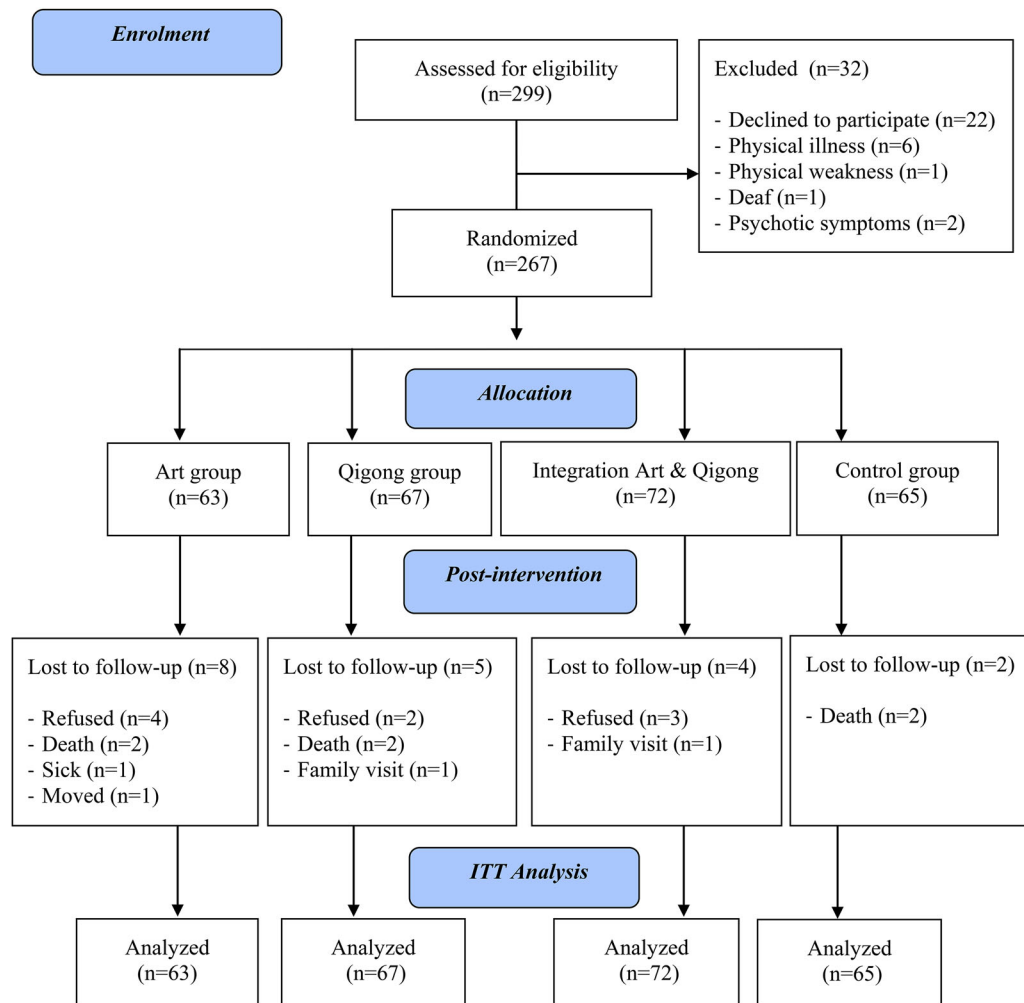 Enrolment
Assessed for eligibility
(n=299)
Excluded (n=32)
- Declined to participate (n=22)
- Physical illness (n=6)
- Physical weakness (n=1)
- Deaf (n=1)
- Psychotic symptoms (n=2)
Randomized
(n=267)
Allocation
Art group
(n=63)
Qigong group
(n=67)
Integration Art & Qigong
(n=72)
Control group
(n=65)
Post-intervention
Lost to follow-up (n=8)
- Refused (n=4)
- Death (n=2)
- Sick (n=1)
- Moved (n=1)
Lost to follow-up (n=5)
- Refused (n=2)
- Death (n=2)
- Family visit (n=1)
Lost to follow-up (n=4)
- Refused (n=3)
- Family visit (n=1)
Lost to follow-up (n=2)
- Death (n=2)
ITT Analysis
Analyzed
(n=63)
Analyzed
(n=67)
Analyzed
(n=72)
Analyzed
(n=65)